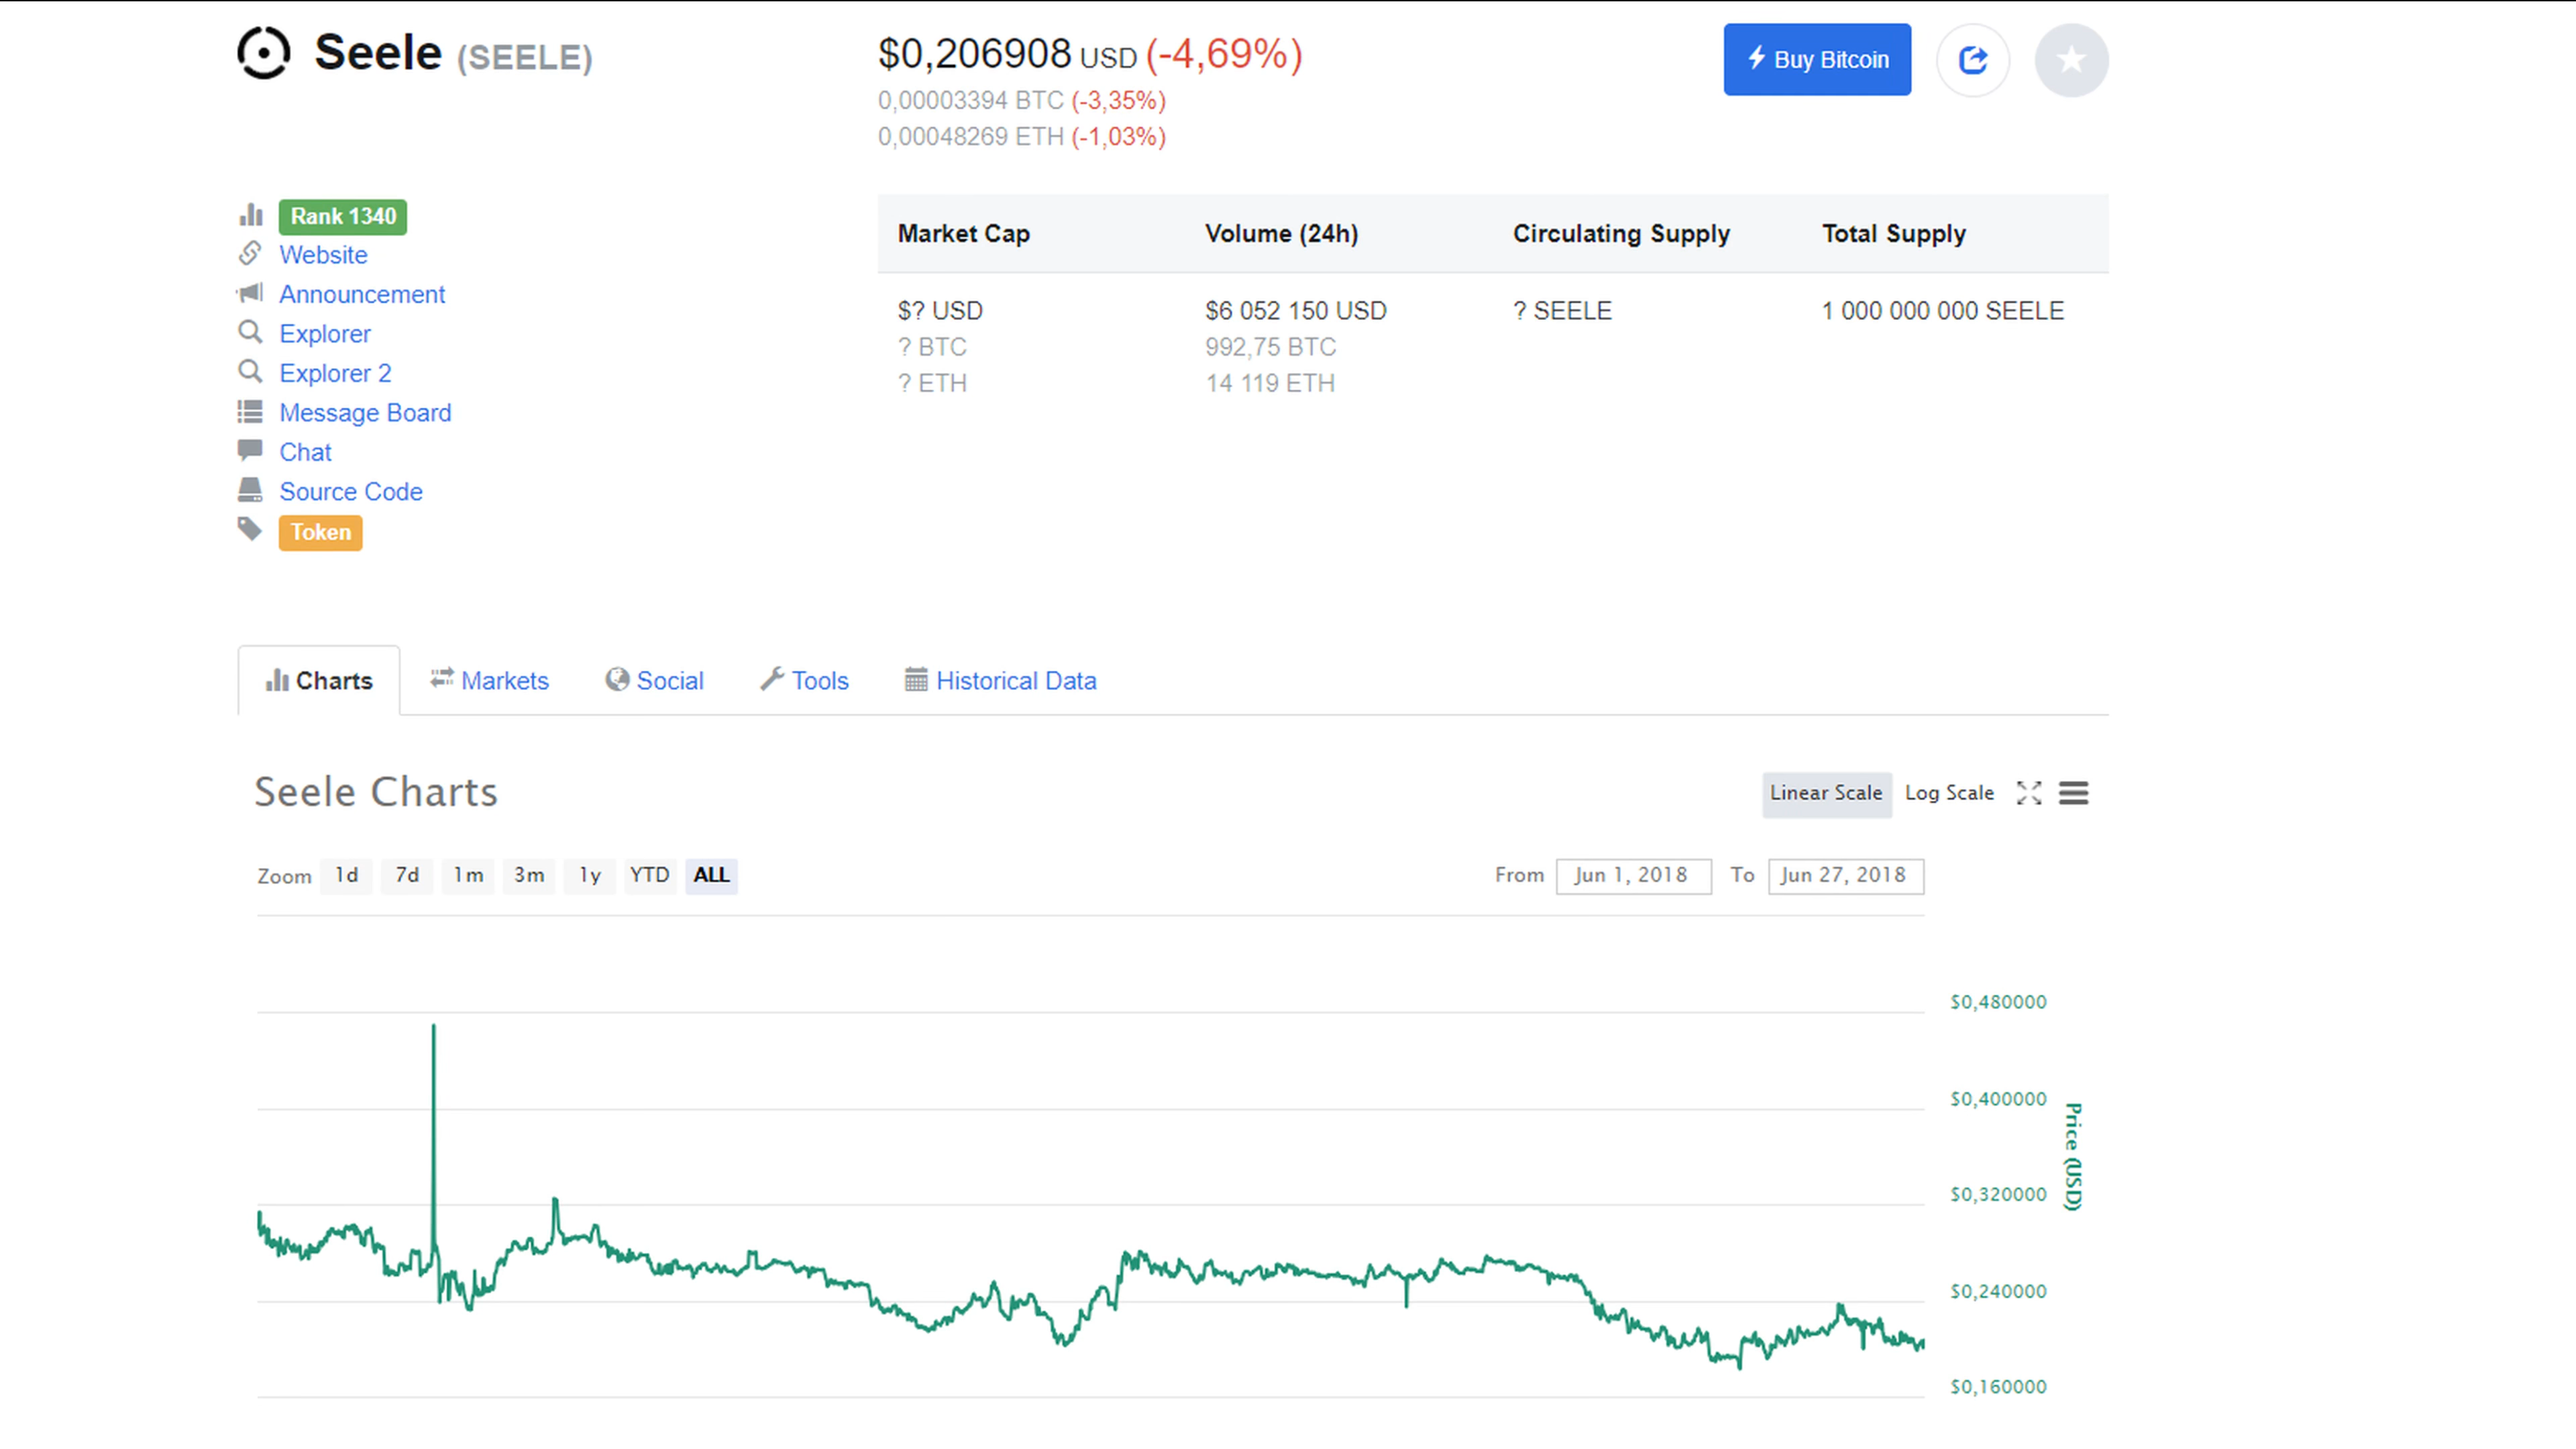 Seele (SEELE)
$0,206908 USD (-4,69%)
0,00003394 BTC (-3,35%)
0,00048269 ETH (-1,03%)
Buy Bitcoin
Rank 1340
Website
Announcement
Explorer
Explorer 2
Message Board
Chat
Source Code
Token
Market Cap Volume (24h) Circulating Supply Total Supply
$? USD $6 052 150 USD ? SEELE 1 000 000 000 SEELE
? BTC 992,75 BTC
? ETH 14 119 ETH
Charts Markets Social Tools Historical Data
Seele Charts
Linear Scale Log Scale
Zoom 1d 7d 1m 3m 1y YTD ALL
From Jun 1, 2018 To Jun 27, 2018
$0,480000
$0,400000
$0,320000
$0,240000
$0,160000
Price (USD)